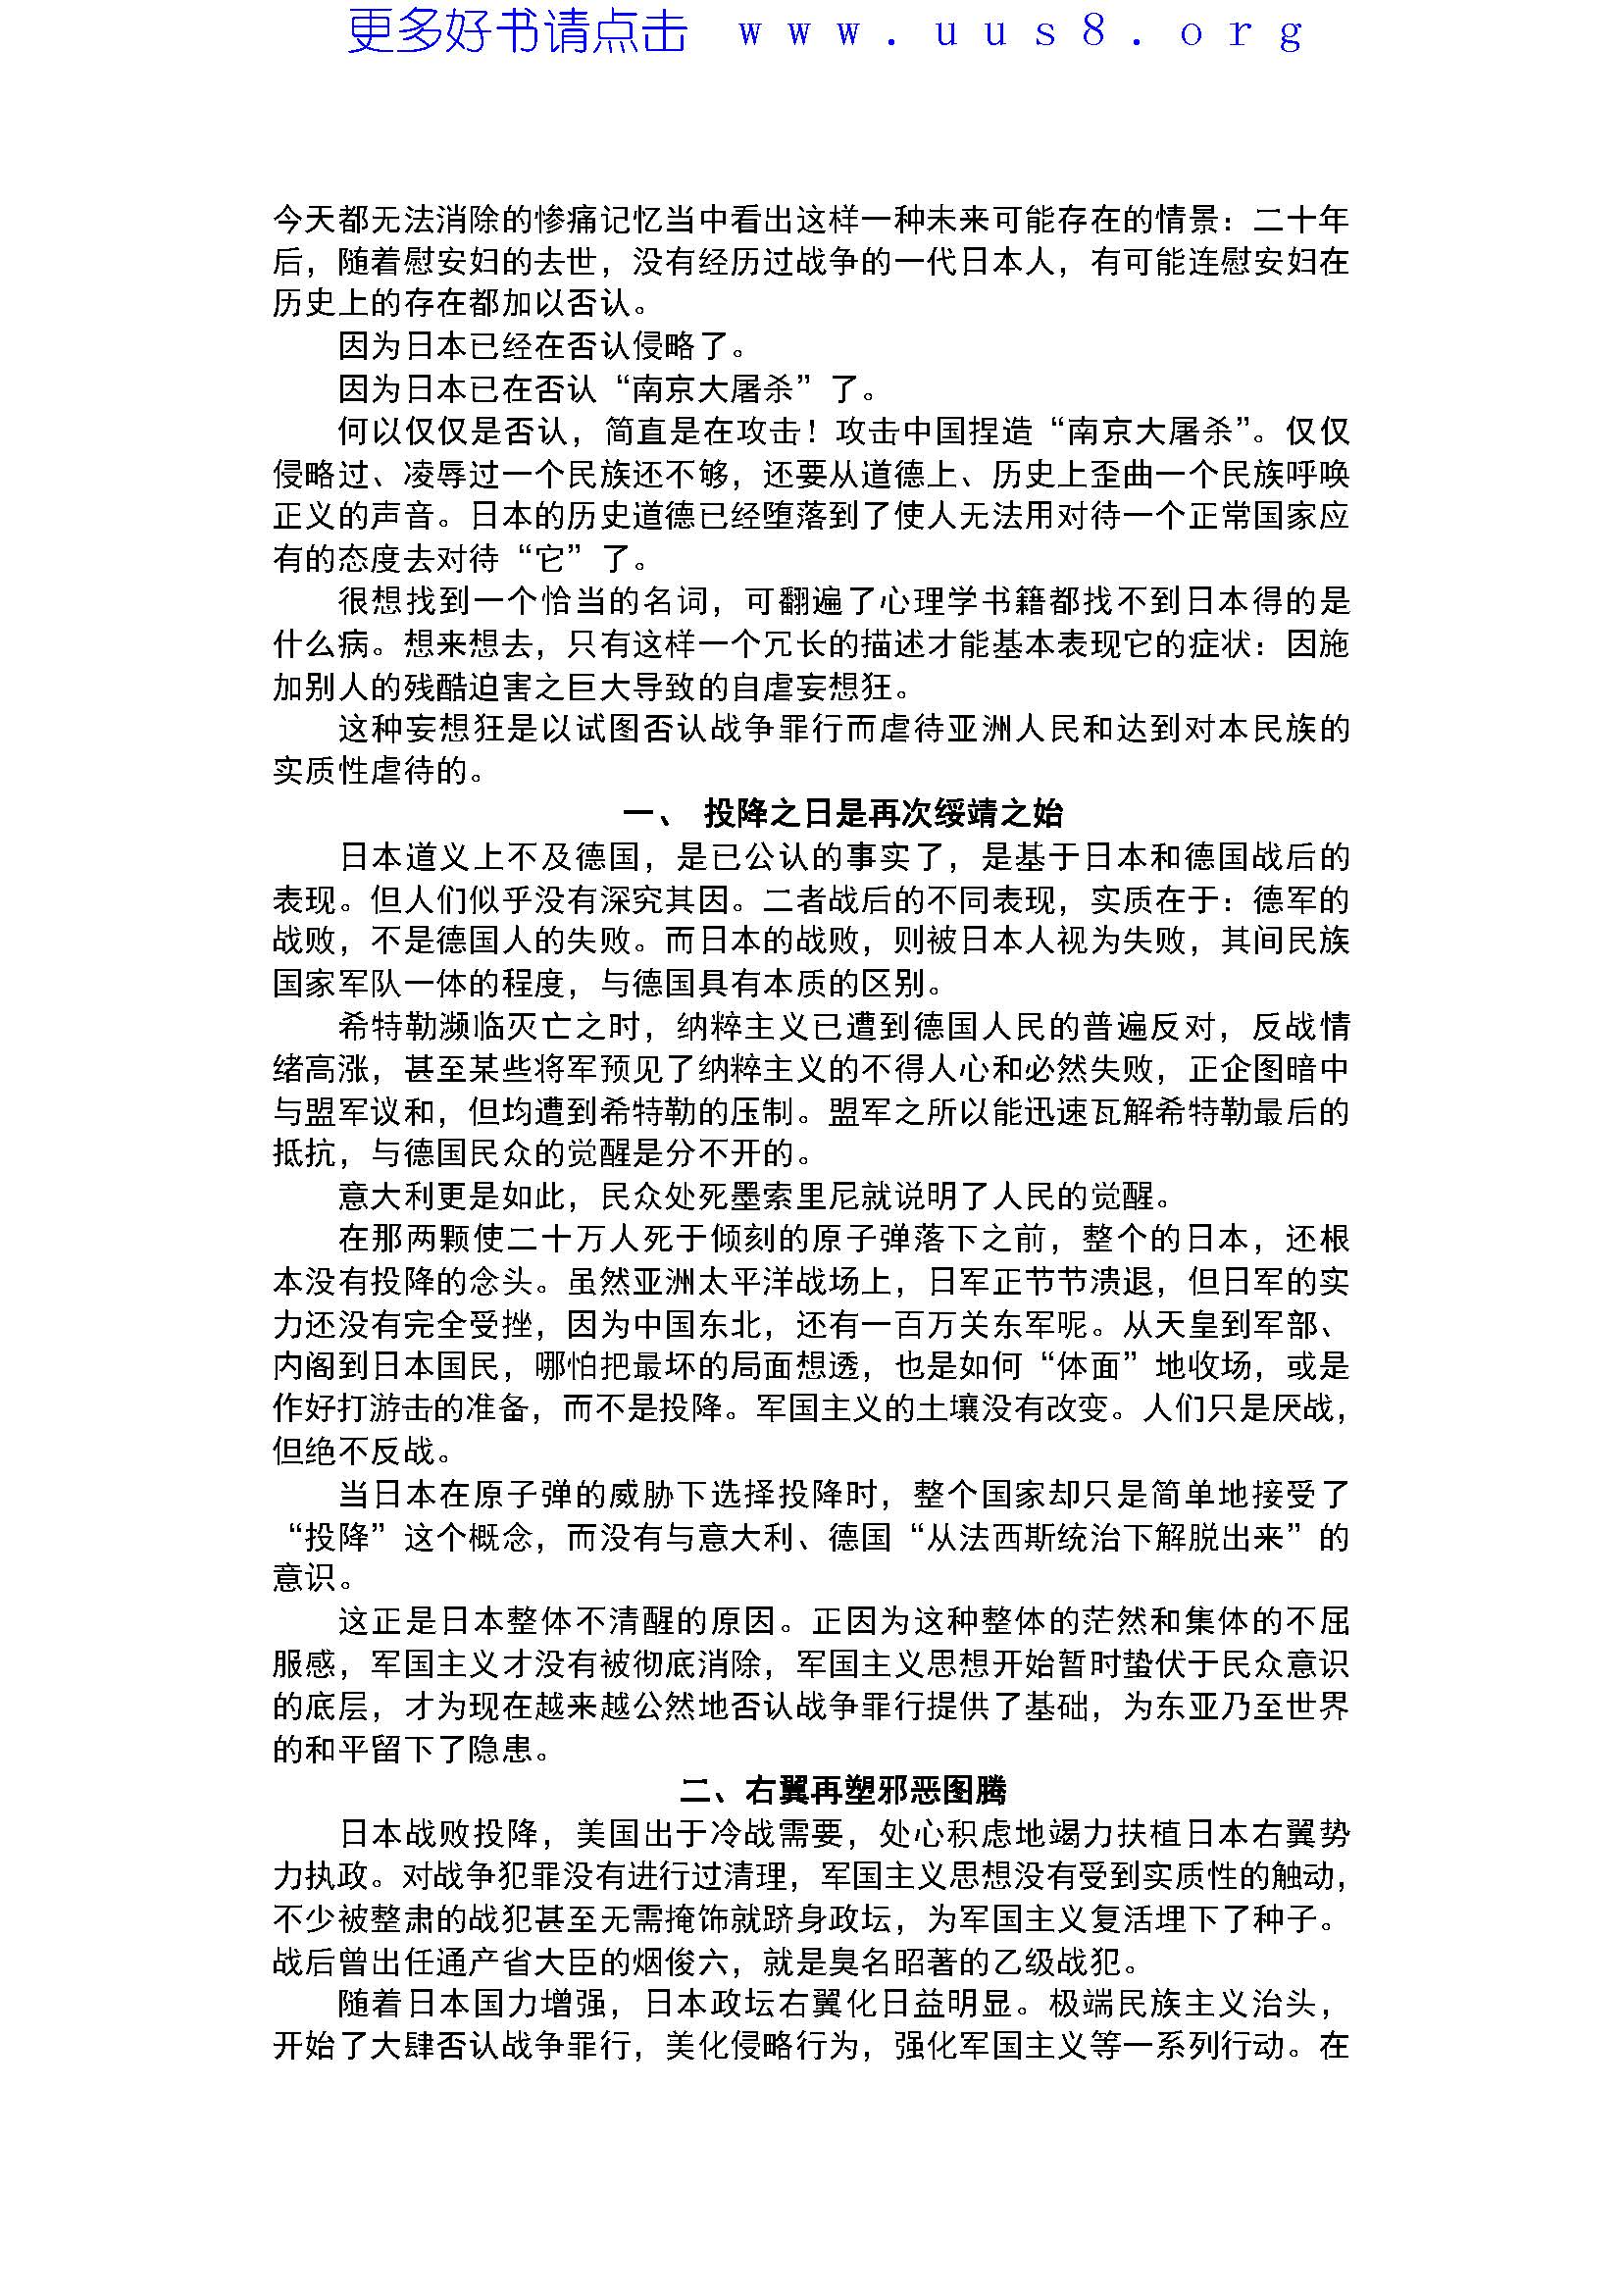 更多好书请点击 www.uus8.org
今天都无法消除的惨痛记忆当中看出这样一种未来可能存在的情景：二十年
后，随着慰安妇的去世，没有经历过战争的一代日本人，有可能连慰安妇在
历史上的存在都加以否认。
因为日本已经在否认侵略了。
因为日本已在否认“南京大屠杀”了。
何以仅仅是否认，简直是在攻击！攻击中国捏造“南京大屠杀”。仅仅
侵略过、凌辱过一个民族还不够，还要从道德上、历史上歪曲一个民族呼唤
正义的声音。日本的历史道德已经堕落到了使人无法用对待一个正常国家应
有的态度去对待“它”了。
很想找到一个恰当的名词，可翻遍了心理学书籍都找不到日本得的是
什么病。想来想去，只有这样一个冗长的描述才能基本表现它的症状：因施
加别人的残酷迫害之巨大导致的自虐妄想狂。
这种妄想狂是以试图否认战争罪行而虐待亚洲人民和达到对本民族的
实质性虐待的。
一、 投降之日是再次绥靖之始
日本道义上不及德国，是已公认的事实了，是基于日本和德国战后的
表现。但人们似乎没有深究其因。二者战后的不同表现，实质在于：德军的
战败，不是德国人的失败。而日本的战败，则被日本人视为失败，其间民族
国家军队一体的程度，与德国具有本质的区别。
希特勒濒临灭亡之时，纳粹主义已遭到德国人民的普遍反对，反战情
绪高涨，甚至某些将军预见了纳粹主义的不得人心和必然失败，正企图暗中
与盟军议和，但均遭到希特勒的压制。盟军之所以能迅速瓦解希特勒最后的
抵抗，与德国民众的觉醒是分不开的。
意大利更是如此，民众处死墨索里尼就说明了人民的觉醒。
在那两颗使二十万人死于倾刻的原子弹落下之前，整个的日本，还根
本没有投降的念头。虽然亚洲太平洋战场上，日军正节节溃退，但日军的实
力还没有完全受挫，因为中国东北，还有一百万关东军呢。从天皇到军部、
内阁到日本国民，哪怕把最坏的局面想透，也是如何“体面”地收场，或是
作好打游击的准备，而不是投降。军国主义的土壤没有改变。人们只是厌战，
但绝不反战。
当日本在原子弹的威胁下选择投降时，整个国家却只是简单地接受了
“投降”这个概念，而没有与意大利、德国“从法西斯统治下解脱出来”的
意识。
这正是日本整体不清醒的原因。正因为这种整体的茫然和集体的不屈
服感，军国主义才没有被彻底消除，军国主义思想开始暂时蛰伏于民众意识
的底层，才为现在越来越公然地否认战争罪行提供了基础，为东亚乃至世界
的和平留下了隐患。
二、右翼再塑邪恶图腾
日本战败投降，美国出于冷战需要，处心积虑地竭力扶植日本右翼势
力执政。对战争犯罪没有进行过清理，军国主义思想没有受到实质性的触动，
不少被整肃的战犯甚至无需掩饰就跻身政坛，为军国主义复活埋下了种子。
战后曾出任通产省大臣的烟俊六，就是臭名昭著的乙级战犯。
随着日本国力增强，日本政坛右翼化日益明显。极端民族主义治头，
开始了大肆否认战争罪行，美化侵略行为，强化军国主义等一系列行动。在